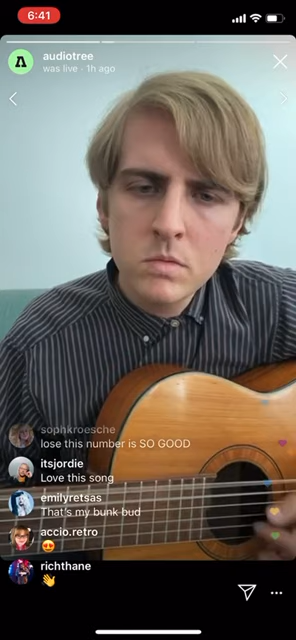 6:41
audiotree
was live · 1h ago
sophkroesche
lose this number is SO GOOD
itsjordie
Love this song
emilyretsas
That's my bunk bud
accio.retro
😍
richthane
👋